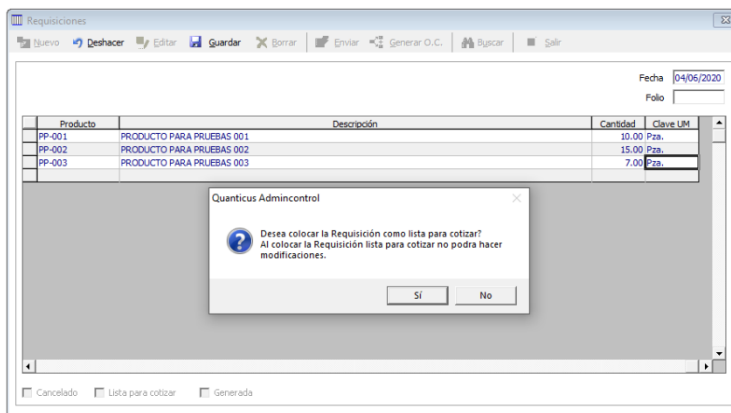 Requisiciones
Nuevo Deshacer Editar Guardar Borrar Enviar Generar O.C. Buscar Salir
Fecha 04/06/2020
Folio
Producto Descripción Cantidad Clave UM
PP-001 PRODUCTO PARA PRUEBAS 001 10.00 Pza.
PP-002 PRODUCTO PARA PRUEBAS 002 15.00 Pza.
PP-003 PRODUCTO PARA PRUEBAS 003 7.00 Pza.
Quanticus Admincontrol
Desea colocar la Requisición como lista para cotizar?
Al colocar la Requisición lista para cotizar no podra hacer
modificaciones.
Sí No
Cancelado Lista para cotizar Generada